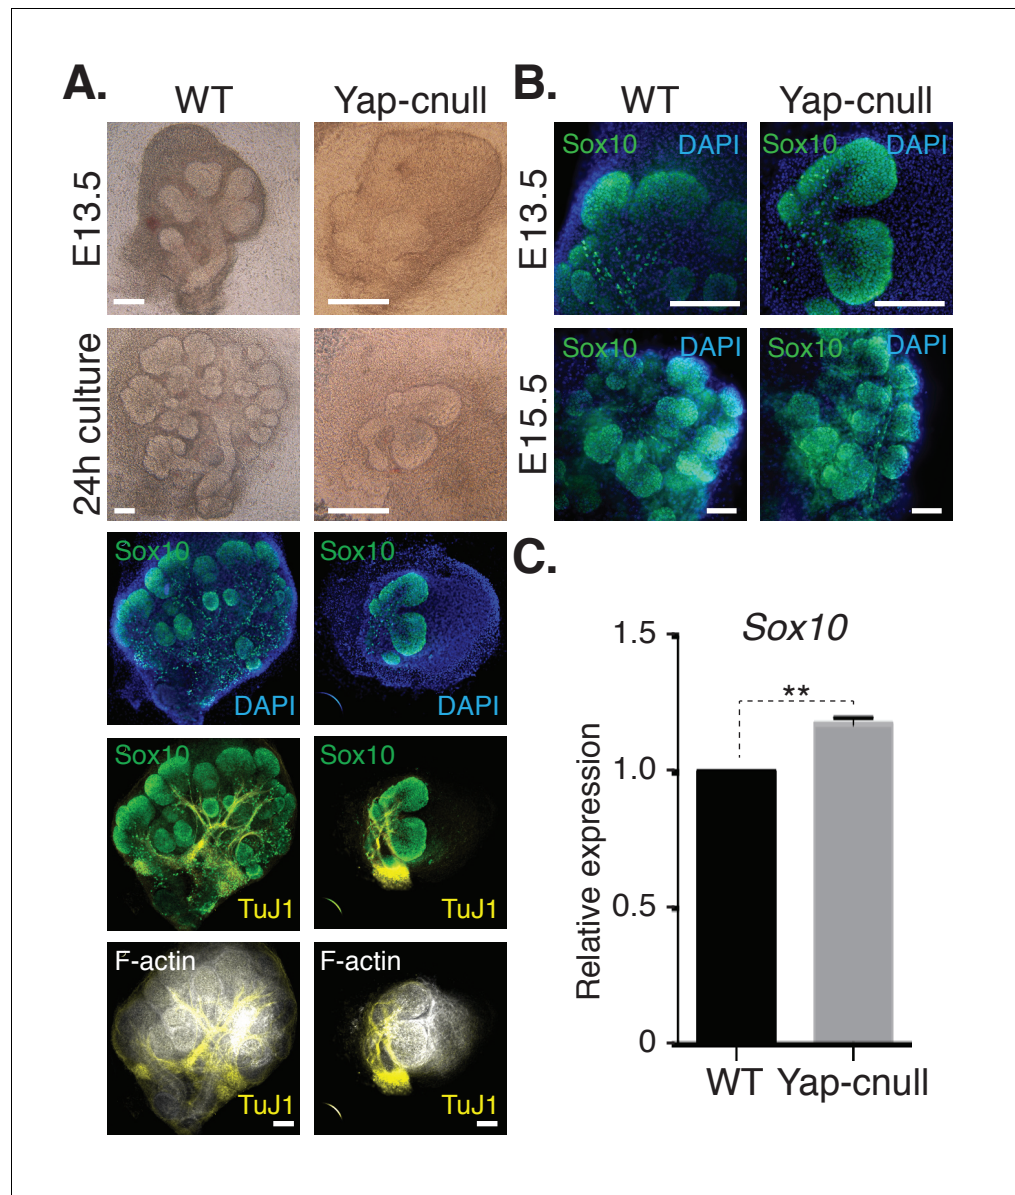 A.
WT Yap-cnull
E13.5
24h culture
Sox10
DAPI
DAPI
Sox10
TuJ1
Sox10
TuJ1
F-actin
TuJ1
F-actin
TuJ1
B.
WT Yap-cnull
E13.5
Sox10 DAPI
Sox10 DAPI
E15.5
Sox10 DAPI
Sox10 DAPI
C.
Sox10
**
Relative expression
1.5
1.0
0.5
0
WT Yap-cnull